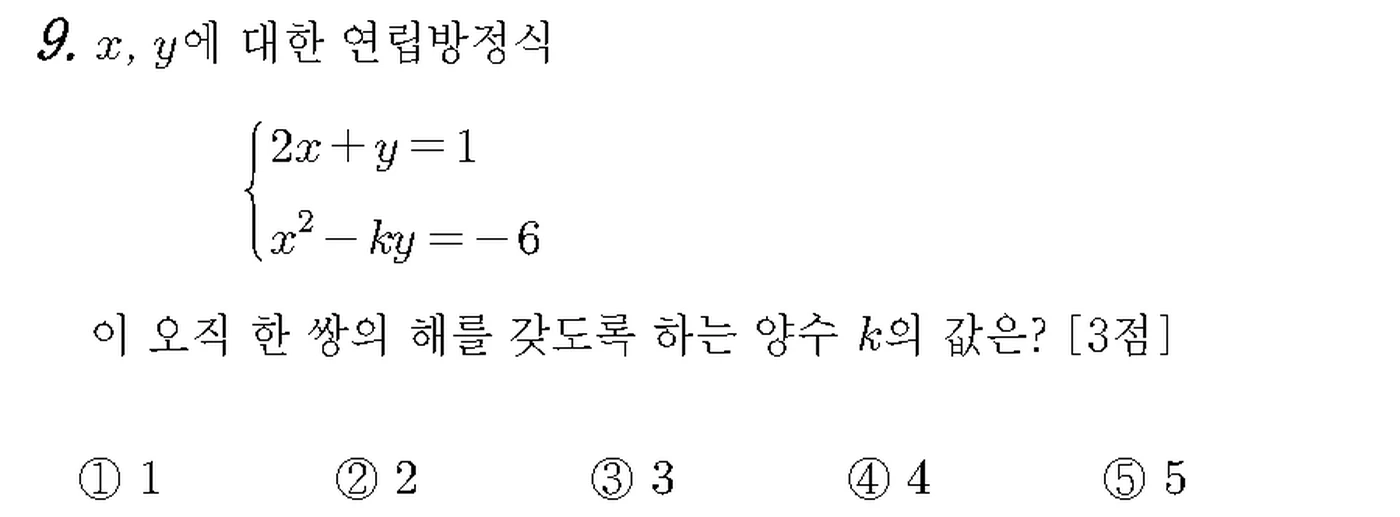 9. x, y에 대한 연립방정식
2x+y=1
x²-ky=-6
이 오직 한 쌍의 해를 갖도록 하는 양수 k의 값은? [3점]
① 1 ② 2 ③ 3 ④ 4 ⑤ 5